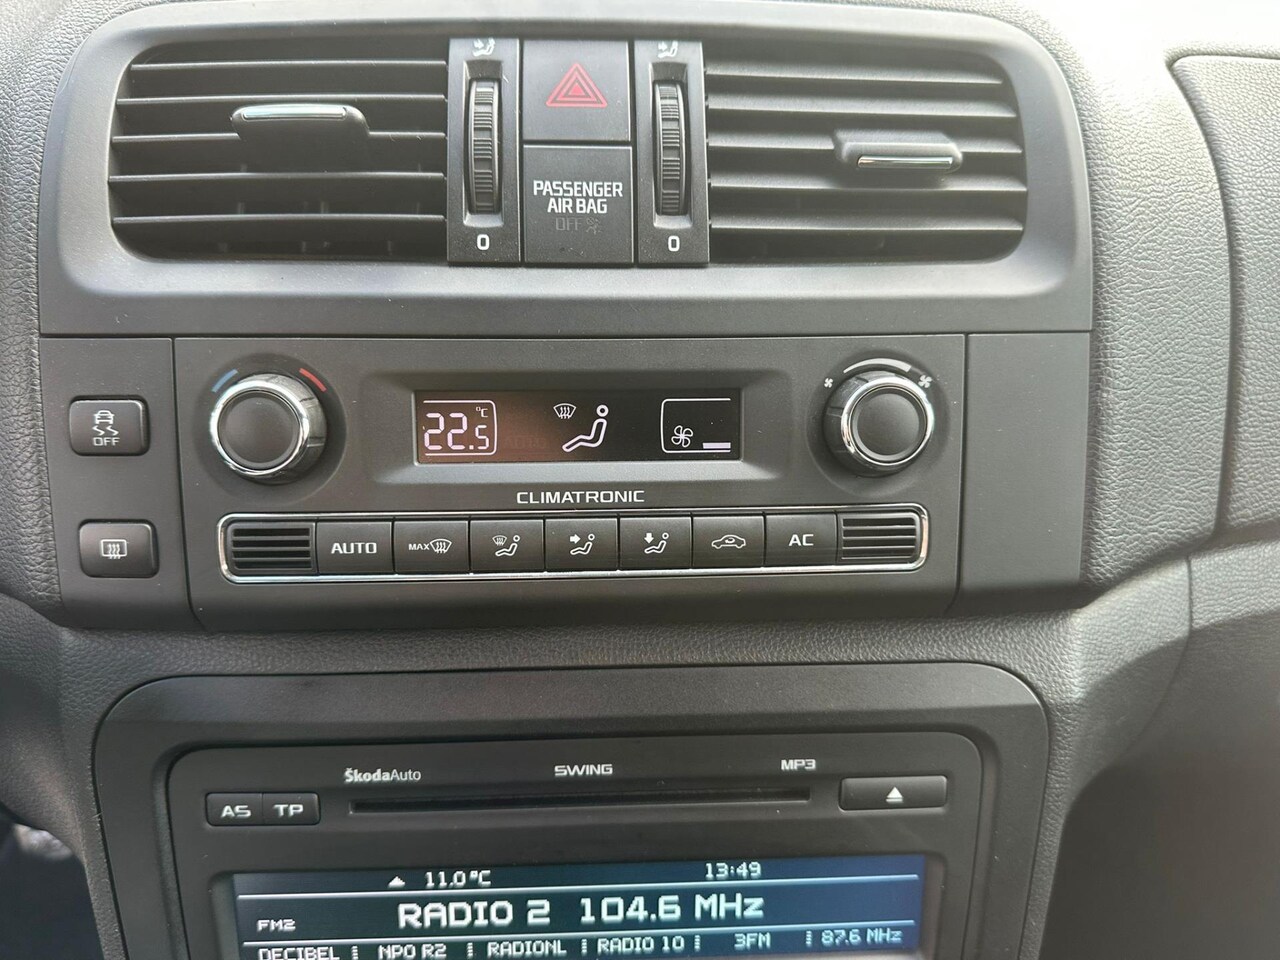 PASSENGER
AIR BAG
OFF
0
0
OFF
22.5 °C
CLIMATRONIC
AUTO
MAX
AC
ŠkodaAuto
SWING
MP3
AS
TP
11.0°C
13:49
FM2
RADIO 2 104.6 MHz
DECIBEL NPO R2 RADIONL RADIO 10 3FM 87.6 MHz